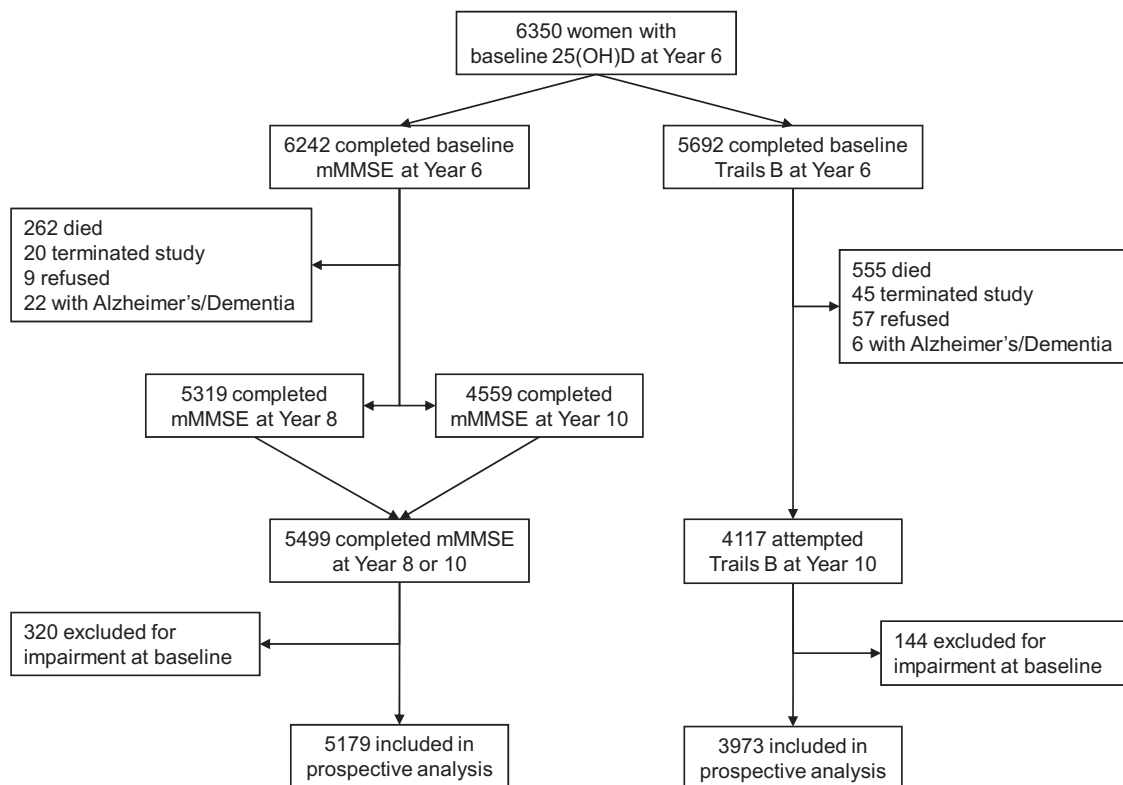 6350 women with
baseline 25(OH)D at Year 6
6242 completed baseline
mMMSE at Year 6
5692 completed baseline
Trails B at Year 6
262 died
20 terminated study
9 refused
22 with Alzheimer's/Dementia
555 died
45 terminated study
57 refused
6 with Alzheimer's/Dementia
5319 completed
mMMSE at Year 8
4559 completed
mMMSE at Year 10
5499 completed mMMSE
at Year 8 or 10
4117 attempted
Trails B at Year 10
320 excluded for
impairment at baseline
144 excluded for
impairment at baseline
5179 included in
prospective analysis
3973 included in
prospective analysis